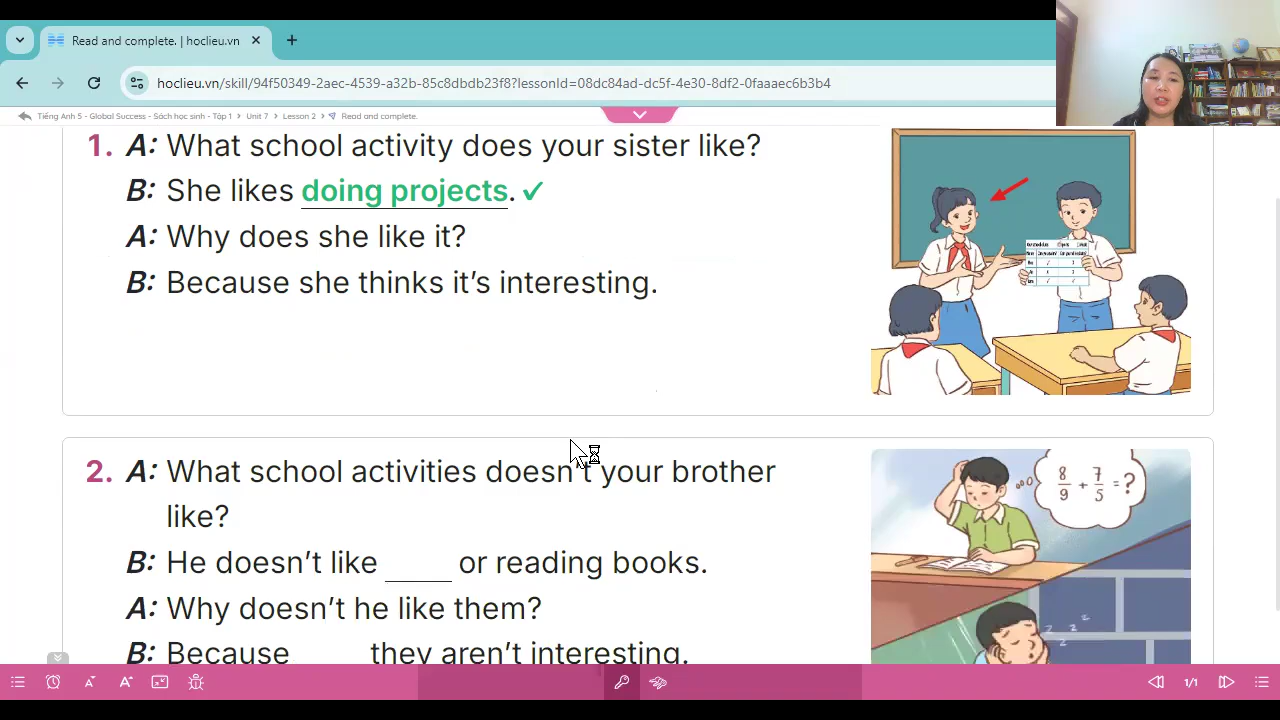 Read and complete. | hoclieu.vn
hoclieu.vn/skill/94f50349-2aec-4539-a32b-85c8dbdb23f8?lessonId=08dc84ad-dc5f-4e30-8df2-0faaaec6b3b4
Tiếng Anh 5 - Global Success - Sách học sinh - Tập 1 > Unit 7 > Lesson 2 > Read and complete.
1. A: What school activity does your sister like?
B: She likes doing projects. ✓
A: Why does she like it?
B: Because she thinks it's interesting.
2. A: What school activities doesn't your brother
like?
B: He doesn't like _____ or reading books.
A: Why doesn't he like them?
B: Because _____ they aren't interesting.
8/9 + 7/5 = ?
z z z z
1/1